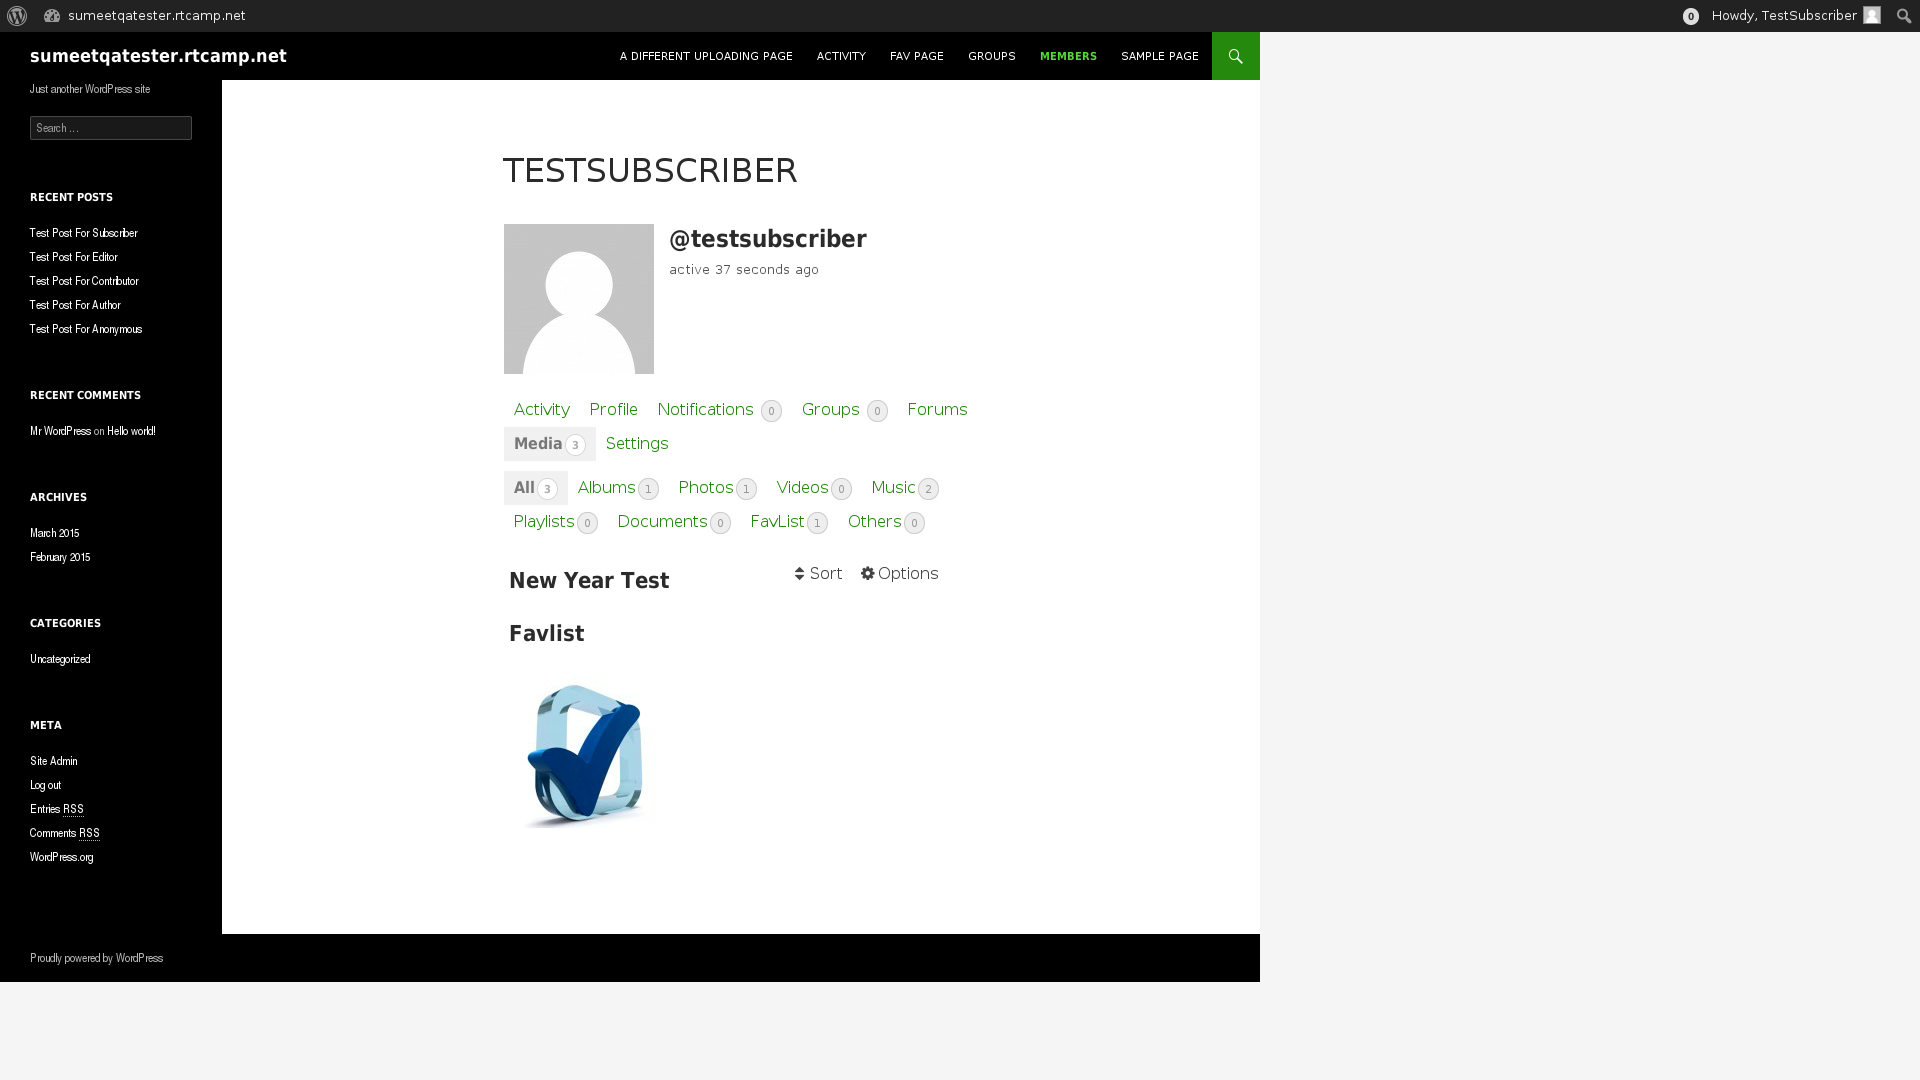 sumeetqatester.rtcamp.net
0 Howdy, TestSubscriber
sumeetqatester.rtcamp.net
A DIFFERENT UPLOADING PAGE ACTIVITY FAV PAGE GROUPS MEMBERS SAMPLE PAGE
Just another WordPress site
Search ...
RECENT POSTS
Test Post For Subscriber
Test Post For Editor
Test Post For Contributor
Test Post For Author
Test Post For Anonymous
RECENT COMMENTS
Mr WordPress on Hello world!
ARCHIVES
March 2015
February 2015
CATEGORIES
Uncategorized
META
Site Admin
Log out
Entries RSS
Comments RSS
WordPress.org
TESTSUBSCRIBER
@testsubscriber
active 37 seconds ago
Activity Profile Notifications 0 Groups 0 Forums
Media 3 Settings
All 3 Albums 1 Photos 1 Videos 0 Music 2
Playlists 0 Documents 0 FavList 1 Others 0
New Year Test
Sort Options
Favlist
Proudly powered by WordPress